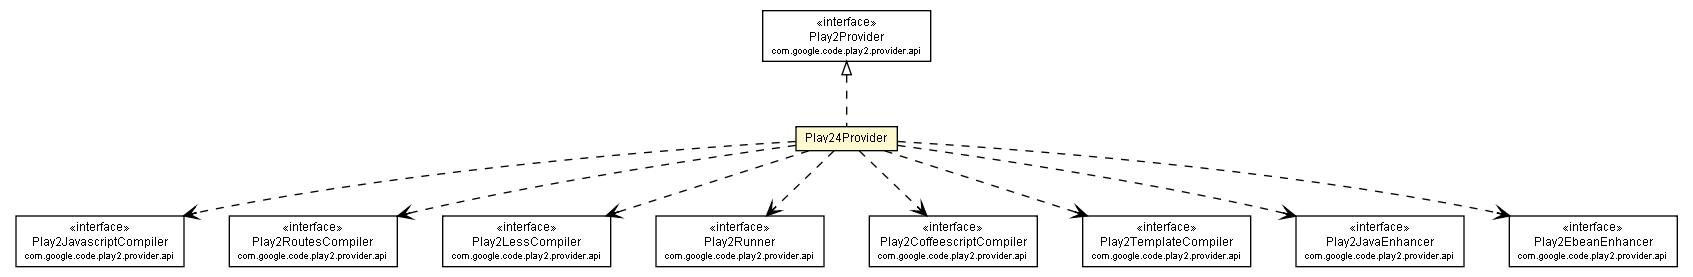 «interface»
Play2Provider
com.google.code.play2.provider.api
Play24Provider
«interface»
Play2JavascriptCompiler
com.google.code.play2.provider.api
«interface»
Play2RoutesCompiler
com.google.code.play2.provider.api
«interface»
Play2LessCompiler
com.google.code.play2.provider.api
«interface»
Play2Runner
com.google.code.play2.provider.api
«interface»
Play2CoffeescriptCompiler
com.google.code.play2.provider.api
«interface»
Play2TemplateCompiler
com.google.code.play2.provider.api
«interface»
Play2JavaEnhancer
com.google.code.play2.provider.api
«interface»
Play2EbeanEnhancer
com.google.code.play2.provider.api